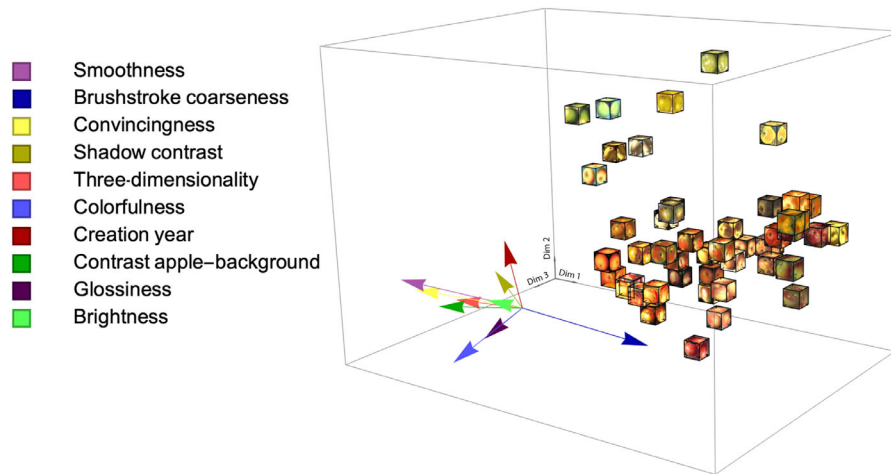 Smoothness
Brushstroke coarseness
Convincingness
Shadow contrast
Three-dimensionality
Colorfulness
Creation year
Contrast apple–background
Glossiness
Brightness
Dim 2
Dim 3
Dim 1